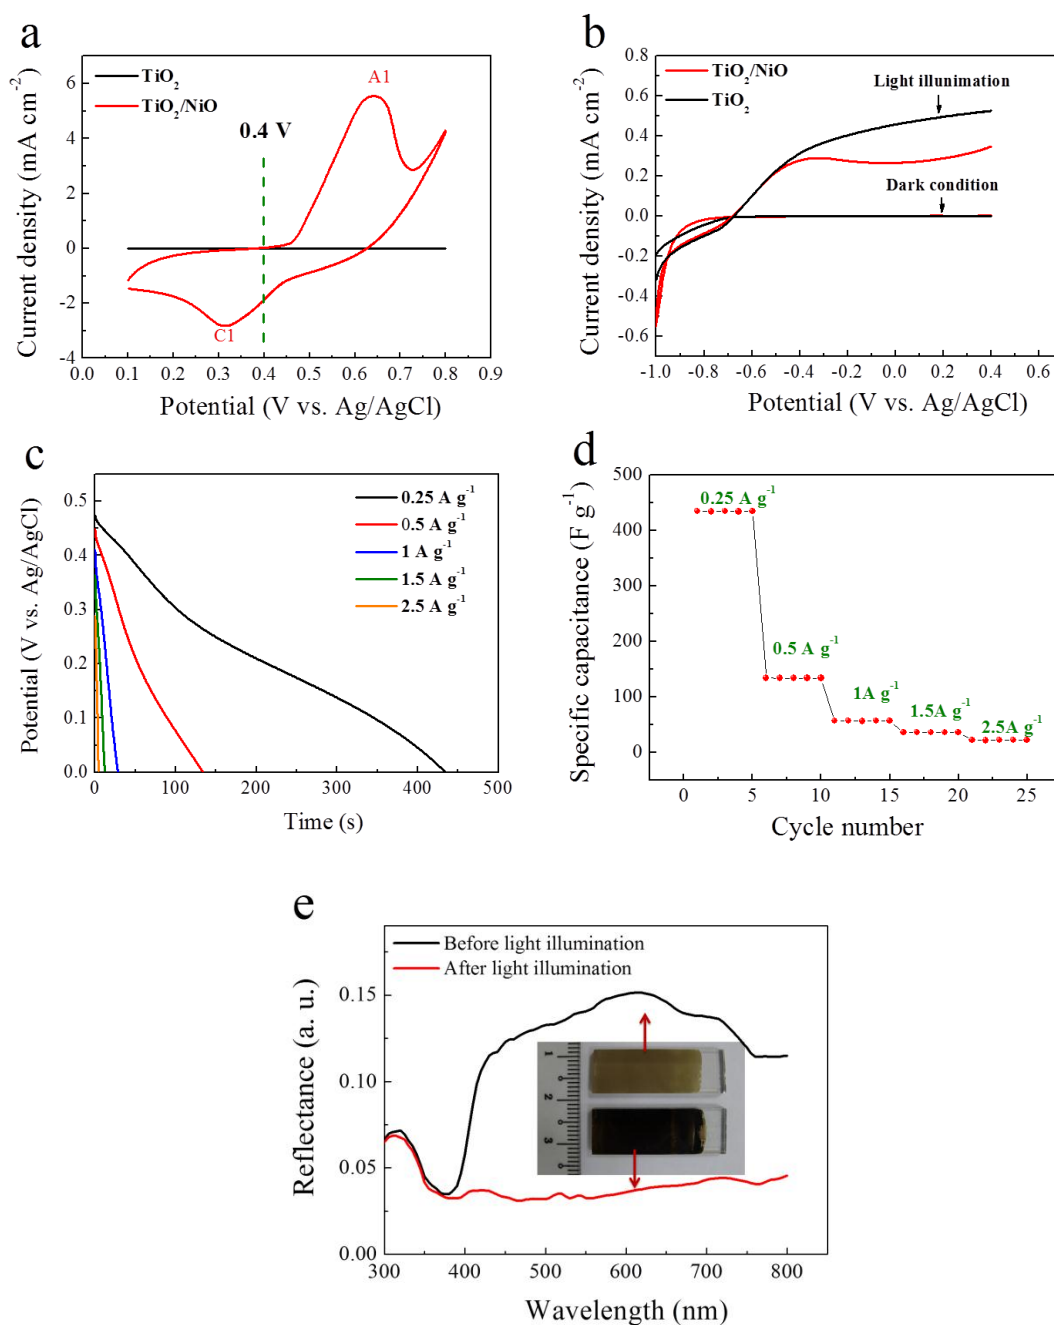 a
TiO2
TiO2/NiO
A1
0.4 V
C1
Current density (mA cm-2)
6
4
2
0
-2
-4
0.0 0.1 0.2 0.3 0.4 0.5 0.6 0.7 0.8 0.9
Potential (V vs. Ag/AgCl)
b
TiO2/NiO
TiO2
Light illunimation
Dark condition
Current density (mA cm-2)
0.8
0.6
0.4
0.2
0.0
-0.2
-0.4
-0.6
-1.0 -0.8 -0.6 -0.4 -0.2 0.0 0.2 0.4 0.6
Potential (V vs. Ag/AgCl)
c
0.25 A g-1
0.5 A g-1
1 A g-1
1.5 A g-1
2.5 A g-1
Potential (V vs. Ag/AgCl)
0.5
0.4
0.3
0.2
0.1
0.0
0 100 200 300 400 500
Time (s)
d
0.25 A g-1
0.5 A g-1
1A g-1
1.5A g-1
2.5A g-1
Specific capacitance (F g-1)
500
400
300
200
100
0
0 5 10 15 20 25
Cycle number
e
Before light illumination
After light illumination
1
2
3
Reflectance (a. u.)
0.15
0.10
0.05
0.00
300 400 500 600 700 800
Wavelength (nm)